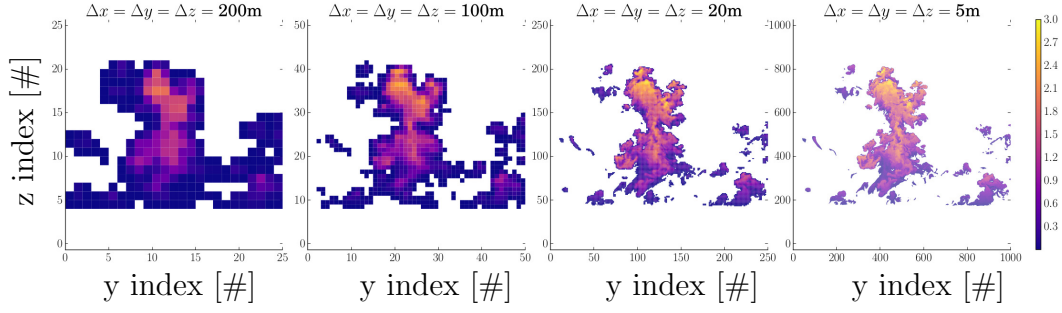 Δx = Δy = Δz = 200m
Δx = Δy = Δz = 100m
Δx = Δy = Δz = 20m
Δx = Δy = Δz = 5m
z index [#]
25
20
15
10
5
0
0 5 10 15 20 25
y index [#]
50
40
30
20
10
0
0 10 20 30 40 50
y index [#]
250
200
150
100
50
0
0 50 100 150 200 250
y index [#]
1000
800
600
400
200
0
0 200 400 600 800 1000
y index [#]
3.0
2.7
2.4
2.1
1.8
1.5
1.2
0.9
0.6
0.3